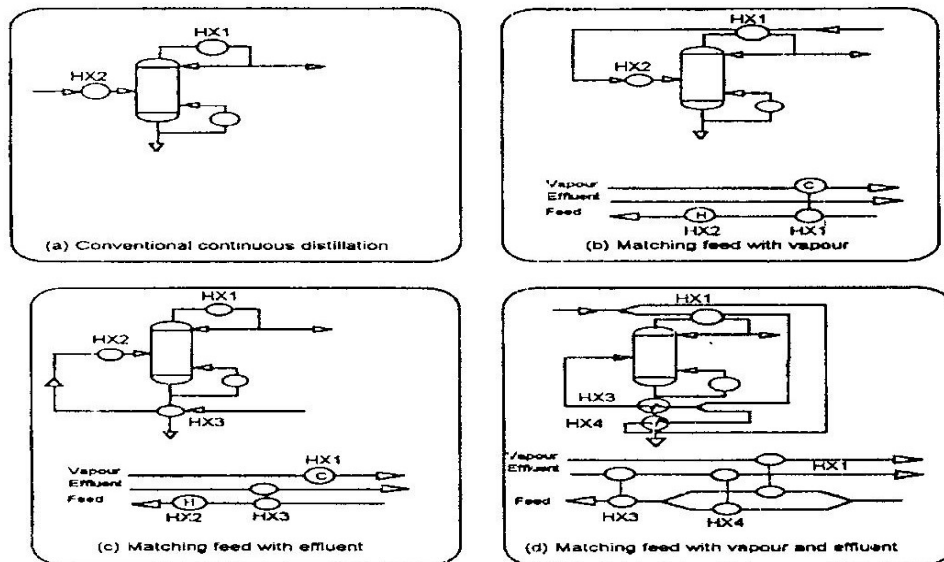 HX1
HX2
(a) Conventional continuous distillation
HX1
HX2
Vapour
C
Effluent
Feed
H
HX2
HX1
(b) Matching feed with vapour
HX1
HX2
HX3
HX1
Vapour
C
Effluent
Feed
H
HX2
HX3
(c) Matching feed with effluent
HX1
HX3
HX4
Vapour
Effluent
HX1
Feed
HX3
HX4
(d) Matching feed with vapour and effluent